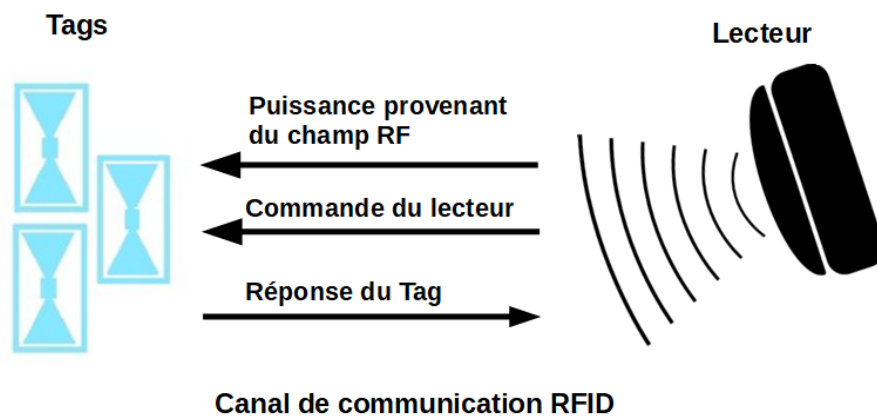 Tags
Lecteur
Puissance provenant
du champ RF
Commande du lecteur
Réponse du Tag
Canal de communication RFID